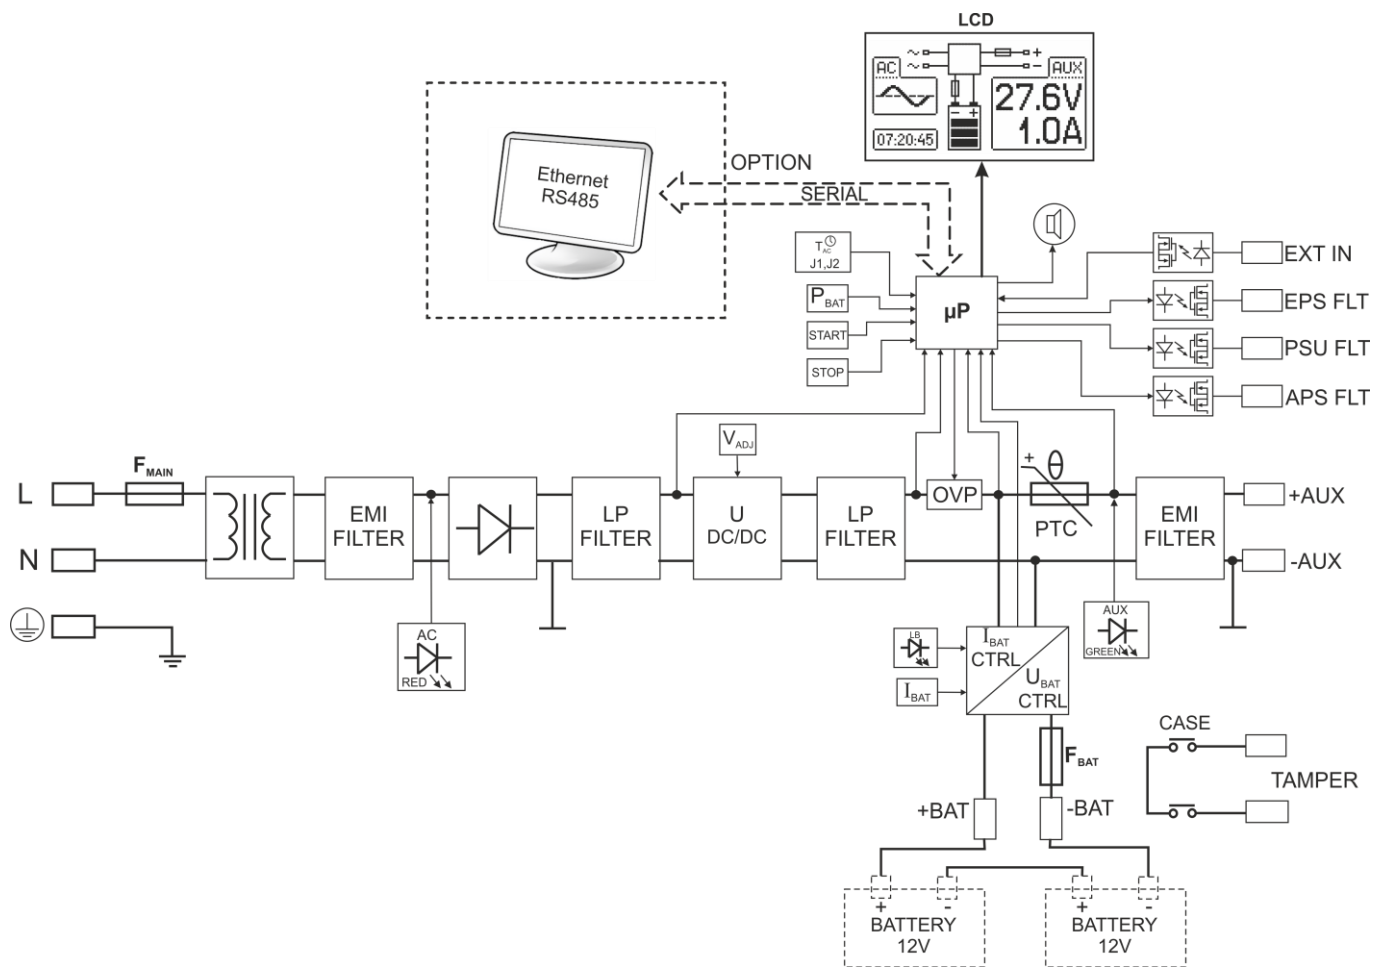 LCD
AC
AUX
27.6V
1.0A
07:20:45
Ethernet
RS485
OPTION
SERIAL
T AC
J1,J2
P BAT
START
STOP
µP
EXT IN
EPS FLT
PSU FLT
APS FLT
V ADJ
F MAIN
L
N
EMI
FILTER
LP
FILTER
U
DC/DC
LP
FILTER
OVP
+ θ
PTC
EMI
FILTER
+AUX
-AUX
AC
RED
AUX
GREEN
LB
I BAT
I BAT
CTRL
U BAT
CTRL
F BAT
+BAT
-BAT
CASE
TAMPER
+ -
BATTERY
12V
+ -
BATTERY
12V